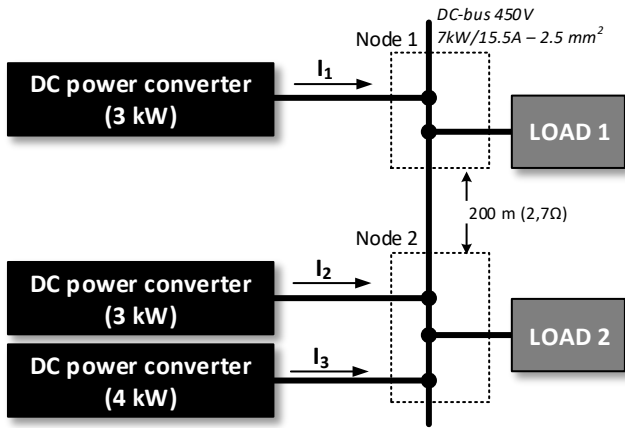 DC-bus 450V
7kW/15.5A – 2.5 mm²
Node 1
I₁
DC power converter
(3 kW)
LOAD 1
200 m (2,7Ω)
Node 2
I₂
DC power converter
(3 kW)
LOAD 2
I₃
DC power converter
(4 kW)